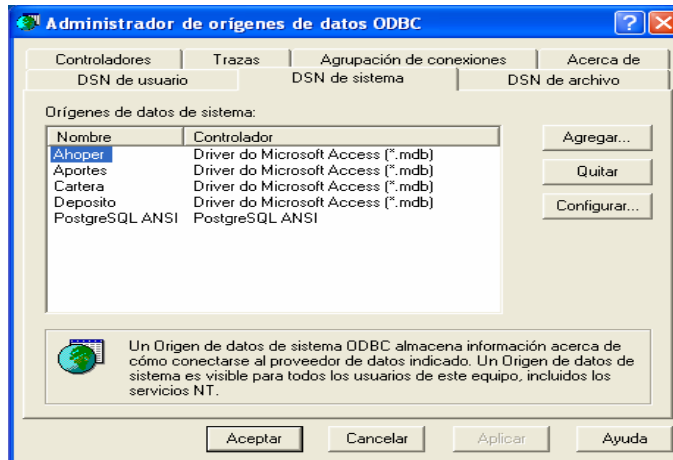 Administrador de orígenes de datos ODBC
Controladores Trazas Agrupación de conexiones Acerca de
DSN de usuario DSN de sistema DSN de archivo
Orígenes de datos de sistema:
Nombre Controlador
Ahoper Driver do Microsoft Access (*.mdb)
Aportes Driver do Microsoft Access (*.mdb)
Cartera Driver do Microsoft Access (*.mdb)
Deposito Driver do Microsoft Access (*.mdb)
PostgreSQL ANSI PostgreSQL ANSI
Agregar...
Quitar
Configurar...
Un Origen de datos de sistema ODBC almacena información acerca de
cómo conectarse al proveedor de datos indicado. Un Origen de datos de
sistema es visible para todos los usuarios de este equipo, incluidos los
servicios NT.
Aceptar Cancelar Aplicar Ayuda